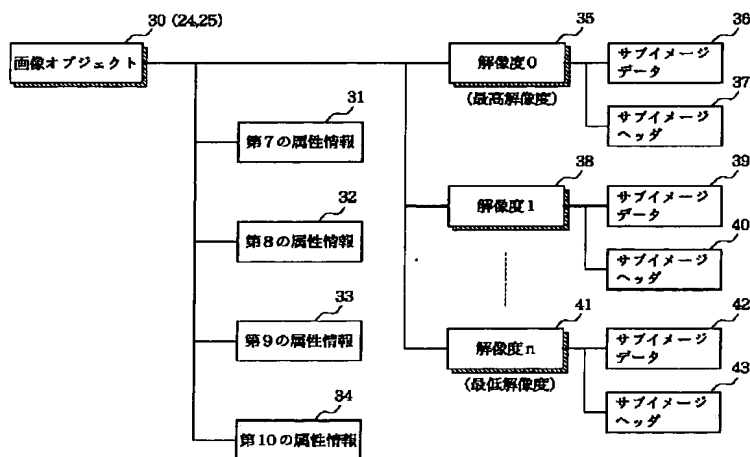 30 (24,25)
画像オブジェクト
31
第7の属性情報
32
第8の属性情報
33
第9の属性情報
34
第10の属性情報
35
解像度0
(最高解像度)
36
サブイメージ
データ
37
サブイメージ
ヘッダ
38
解像度1
39
サブイメージ
データ
40
サブイメージ
ヘッダ
41
解像度n
(最低解像度)
42
サブイメージ
データ
43
サブイメージ
ヘッダ